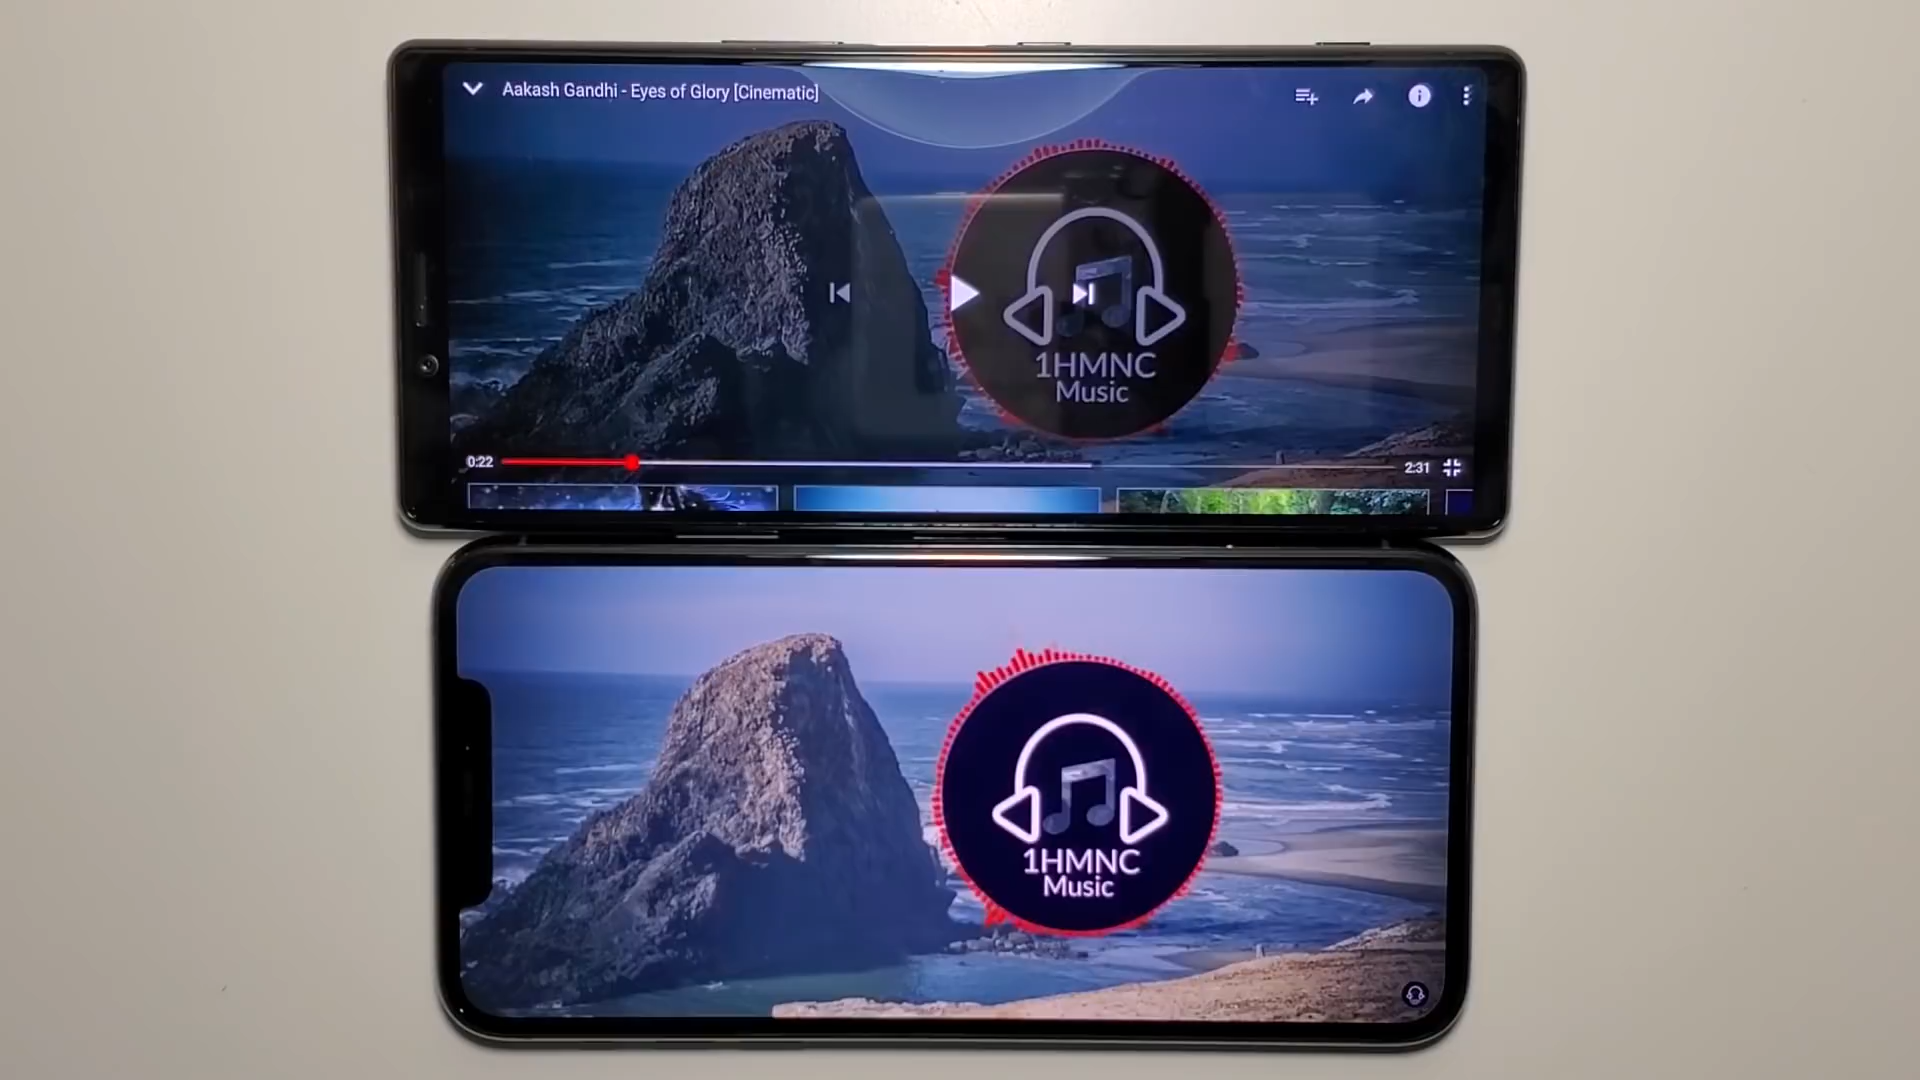 Aakash Gandhi - Eyes of Glory [Cinematic]
1HMNC
Music
0:22
2:31
1HMNC
Music